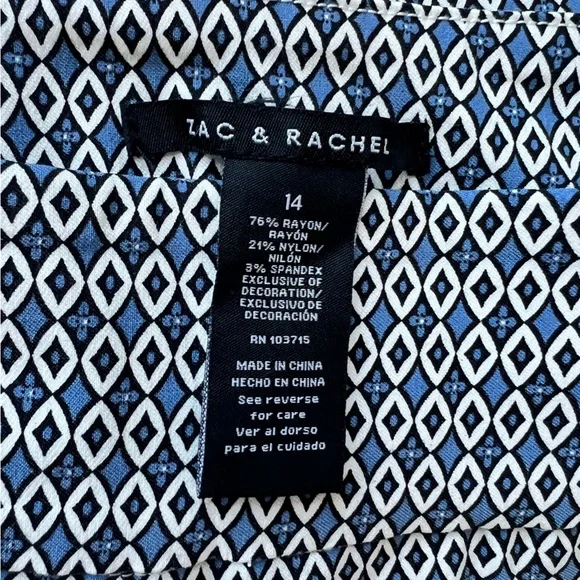 ZAC & RACHEL
14
76% RAYON/
RAYÓN
21% NYLON/
NILÓN
3% SPANDEX
EXCLUSIVE OF
DECORATION/
EXCLUSIVO DE
DECORACIÓN
RN 103715
MADE IN CHINA
HECHO EN CHINA
See reverse
for care
Ver al dorso
para el cuidado